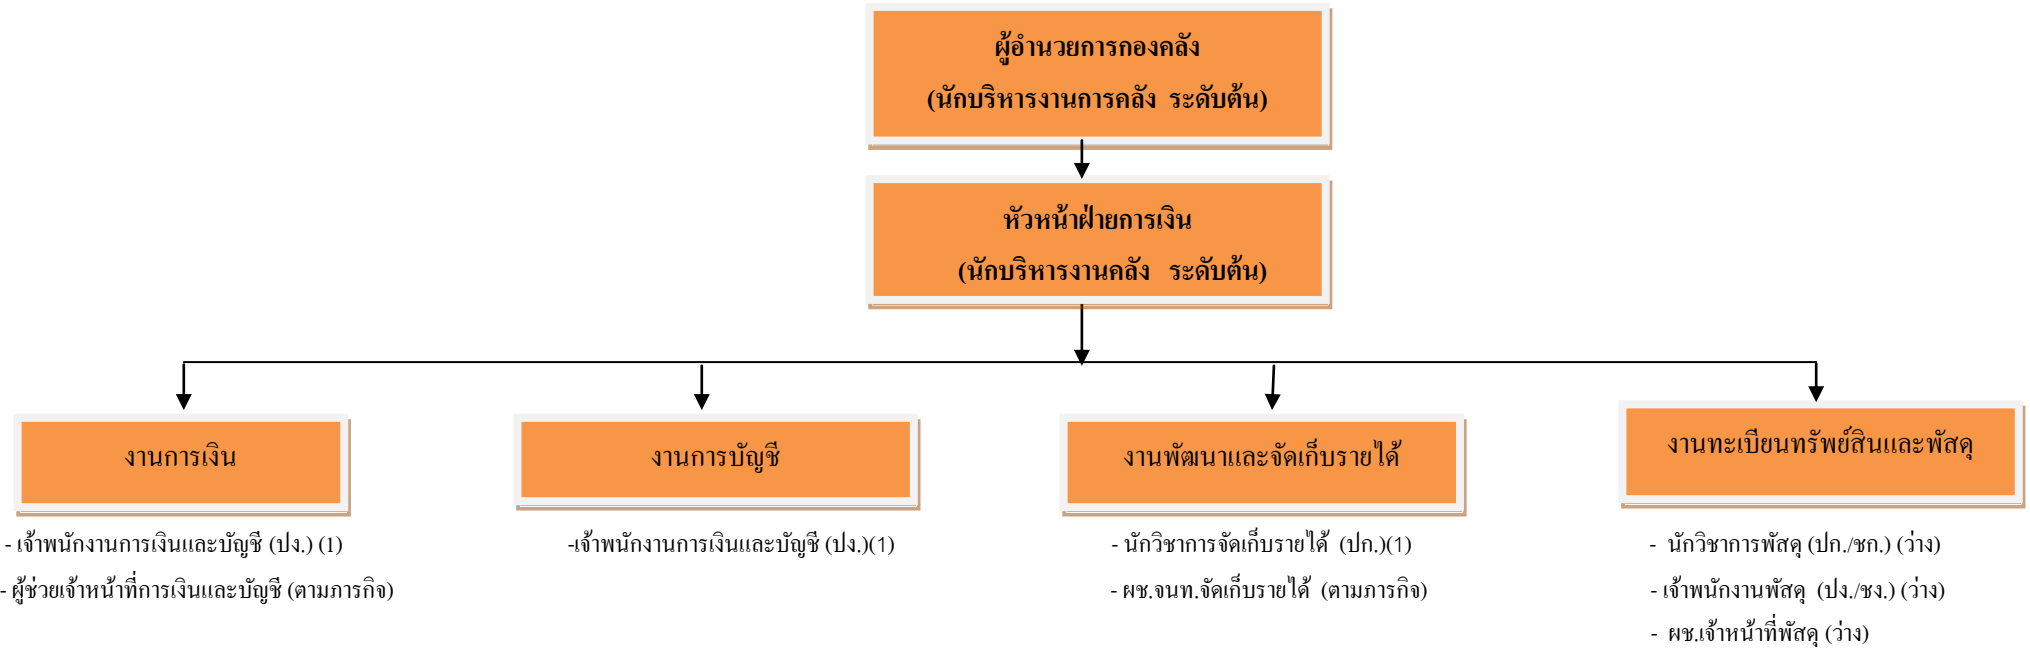 ผู้อำนวยการกองคลัง
(นักบริหารงานการคลัง ระดับต้น)
หัวหน้าฝ่ายการเงิน
(นักบริหารงานคลัง ระดับต้น)
งานการเงิน
- เจ้าพนักงานการเงินและบัญชี (ปง.) (1)
- ผู้ช่วยเจ้าหน้าที่การเงินและบัญชี (ตามภารกิจ)
งานการบัญชี
-เจ้าพนักงานการเงินและบัญชี (ปง.)(1)
งานพัฒนาและจัดเก็บรายได้
- นักวิชาการจัดเก็บรายได้ (ปก.)(1)
- ผช.จนท.จัดเก็บรายได้ (ตามภารกิจ)
งานทะเบียนทรัพย์สินและพัสดุ
- นักวิชาการพัสดุ (ปก./ชก.) (ว่าง)
- เจ้าพนักงานพัสดุ (ปง./ชง.) (ว่าง)
- ผช.เจ้าหน้าที่พัสดุ (ว่าง)